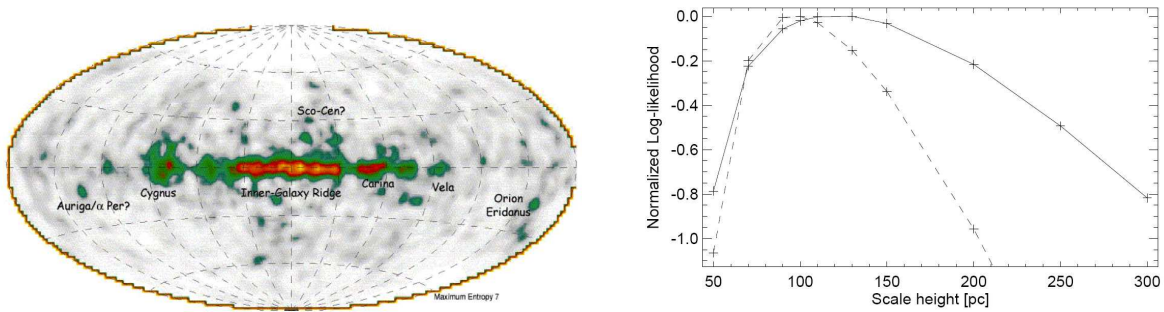 Sco-Cen?
Auriga/α Per?
Cygnus
Inner-Galaxy Ridge
Carina
Vela
Orion
Eridanus
Maximum Entropy 7
Normalized Log-likelihood
0.0
-0.2
-0.4
-0.6
-0.8
-1.0
50 100 150 200 250 300
Scale height [pc]